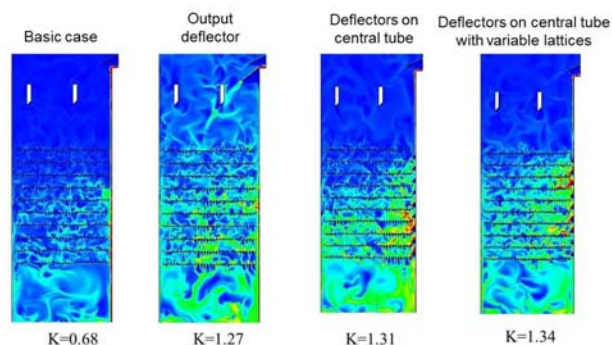 Basic case
Output
deflector
Deflectors on
central tube
Deflectors on central tube
with variable lattices
K=0.68
K=1.27
K=1.31
K=1.34